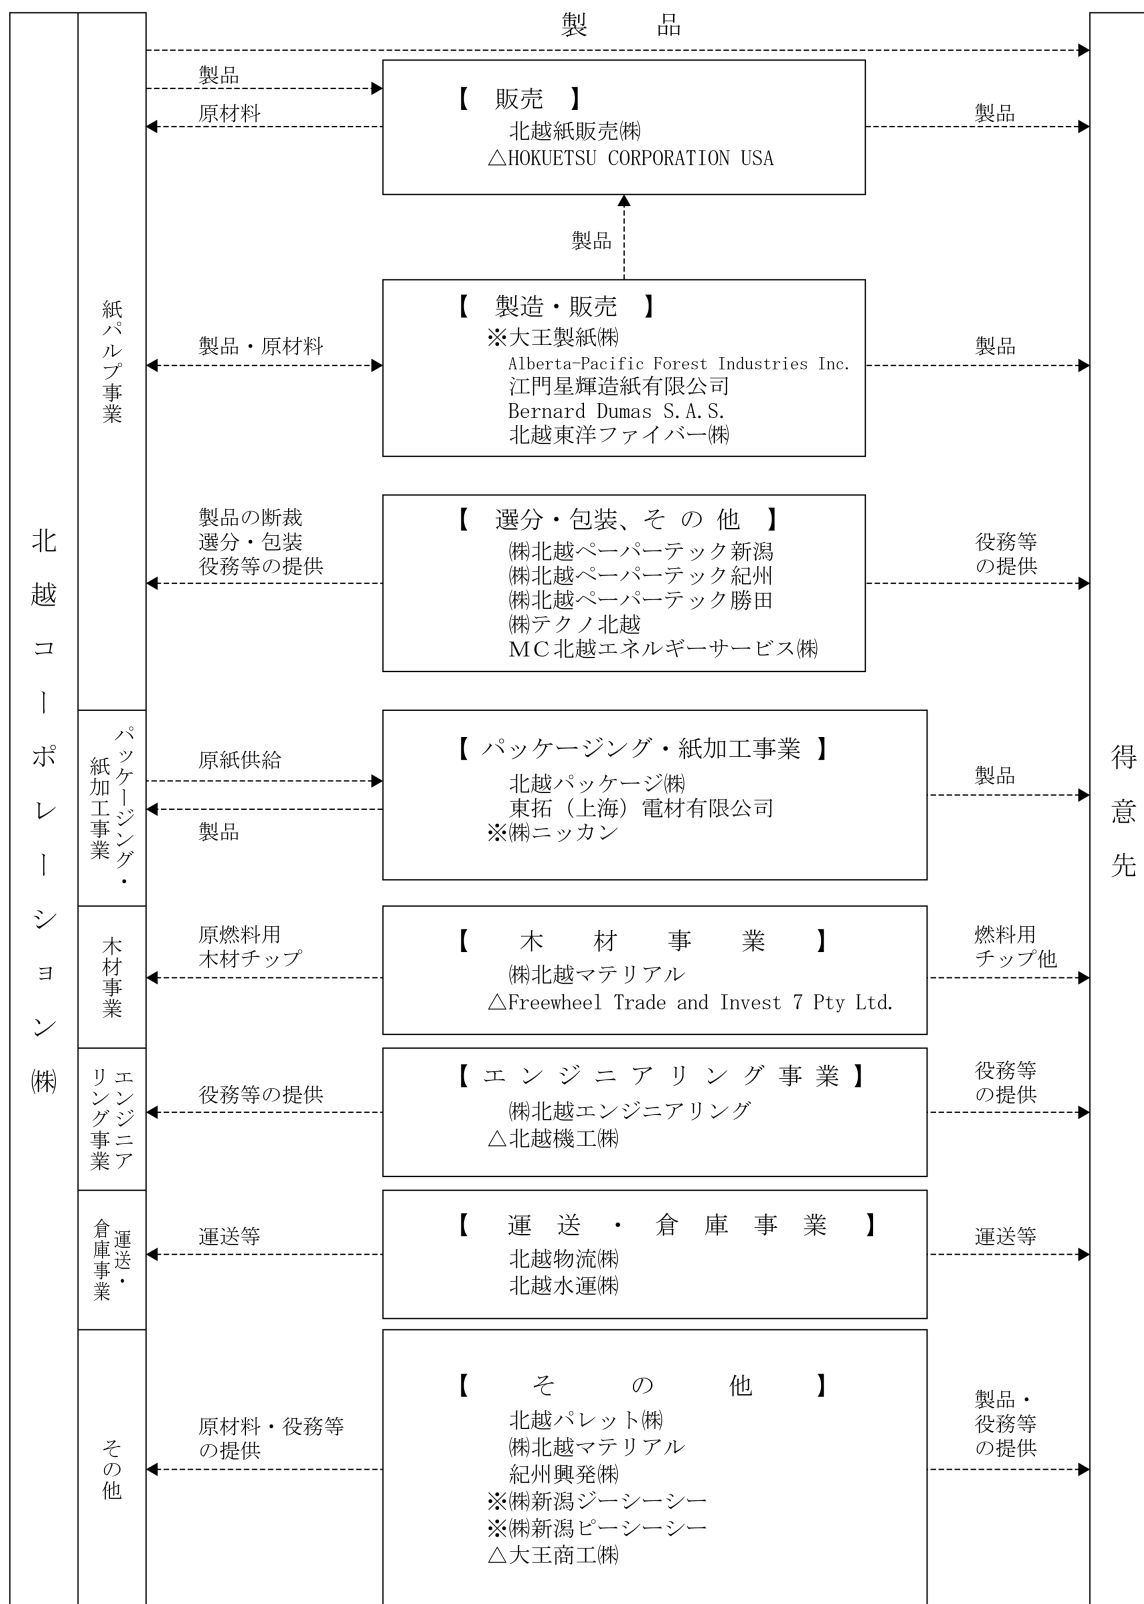 北越コーポレーション㈱
得意先
紙パルプ事業
製　品
製品
原材料
【　販売　】
北越紙販売㈱
△HOKUETSU CORPORATION USA
製品
製品
製品・原材料
【　製造・販売　】
※大王製紙㈱
Alberta-Pacific Forest Industries Inc.
江門星輝造紙有限公司
Bernard Dumas S.A.S.
北越東洋ファイバー㈱
製品
製品の断裁
選分・包装
役務等の提供
【　選分・包装、そ の 他　】
㈱北越ペーパーテック新潟
㈱北越ペーパーテック紀州
㈱北越ペーパーテック勝田
㈱テクノ北越
ＭＣ北越エネルギーサービス㈱
役務等
の提供
パッケージング・
紙加工事業
原紙供給
製品
【 パッケージング・紙加工事業 】
北越パッケージ㈱
東拓（上海）電材有限公司
※㈱ニッカン
製品
木材事業
原燃料用
木材チップ
【　木　材　事　業　】
㈱北越マテリアル
△Freewheel Trade and Invest 7 Pty Ltd.
燃料用
チップ他
エンジニア
リング事業
役務等の提供
【 エ ン ジ ニ ア リ ン グ 事 業 】
㈱北越エンジニアリング
△北越機工㈱
役務等
の提供
運送・
倉庫事業
運送等
【　運　送　・　倉　庫　事　業　】
北越物流㈱
北越水運㈱
運送等
その他
原材料・役務等
の提供
【　そ　の　他　】
北越パレット㈱
㈱北越マテリアル
紀州興発㈱
※㈱新潟ジーシーシー
※㈱新潟ピーシーシー
△大王商工㈱
製品・
役務等
の提供